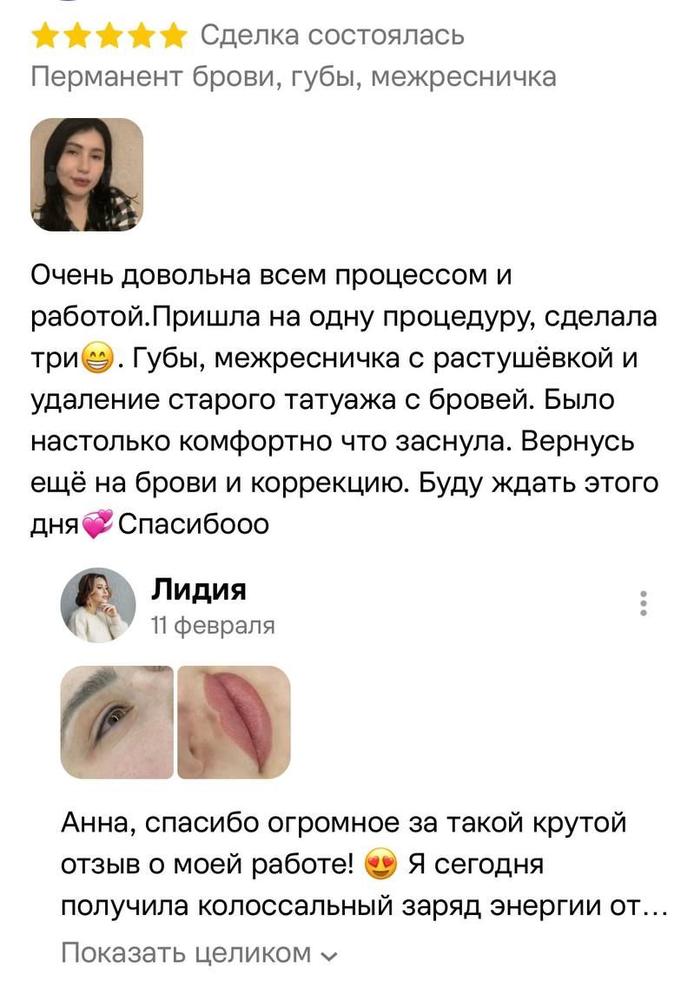 Сделка состоялась
Перманент брови, губы, межресничка
Очень довольна всем процессом и
работой.Пришла на одну процедуру, сделала
три😁. Губы, межресничка с растушёвкой и
удаление старого татуажа с бровей. Было
настолько комфортно что заснула. Вернусь
ещё на брови и коррекцию. Буду ждать этого
дня💞Спасибооо
Лидия
11 февраля
Анна, спасибо огромное за такой крутой
отзыв о моей работе! 😍 Я сегодня
получила колоссальный заряд энергии от…
Показать целиком